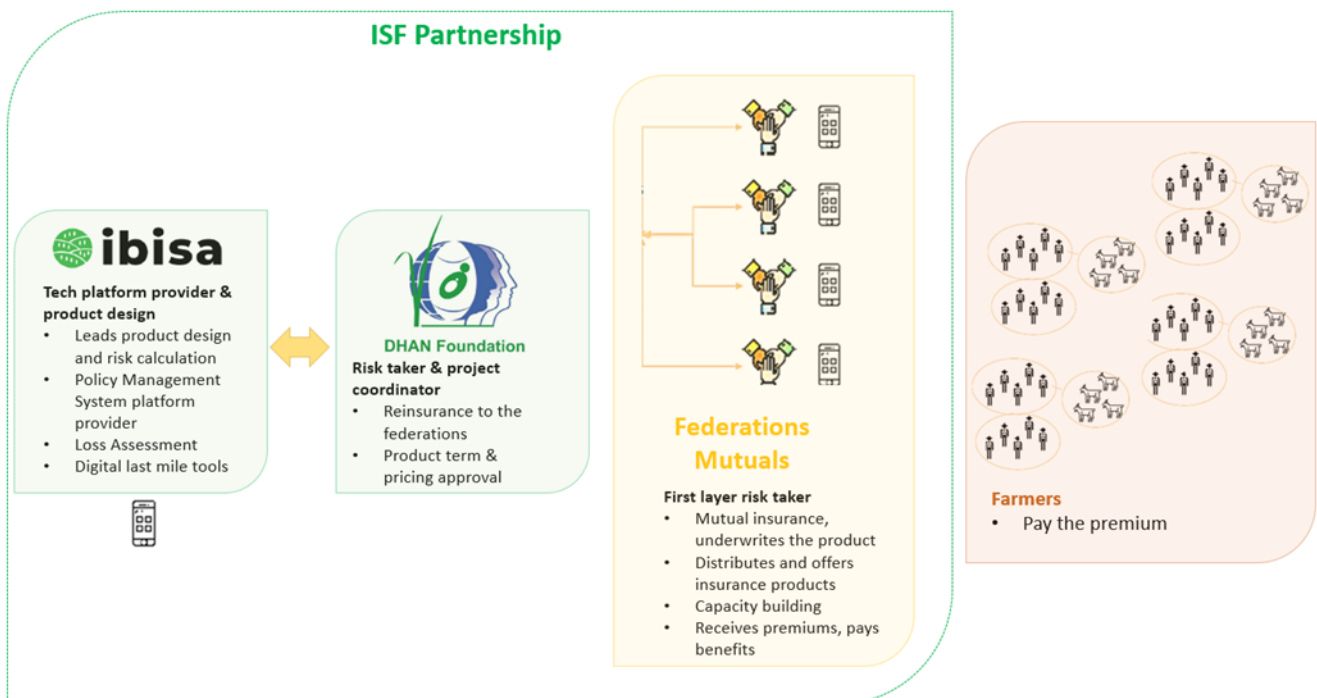 ISF Partnership
ibisa
Tech platform provider &
product design
• Leads product design
and risk calculation
• Policy Management
System platform
provider
• Loss Assessment
• Digital last mile tools
DHAN Foundation
Risk taker & project
coordinator
• Reinsurance to the
federations
• Product term &
pricing approval
Federations
Mutuals
First layer risk taker
• Mutual insurance,
underwrites the product
• Distributes and offers
insurance products
• Capacity building
• Receives premiums, pays
benefits
Farmers
• Pay the premium